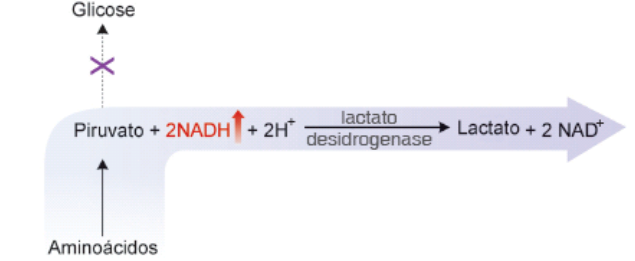 Glicose
Piruvato + 2NADH + 2H⁺ lactato desidrogenase Lactato + 2 NAD⁺
Aminoácidos